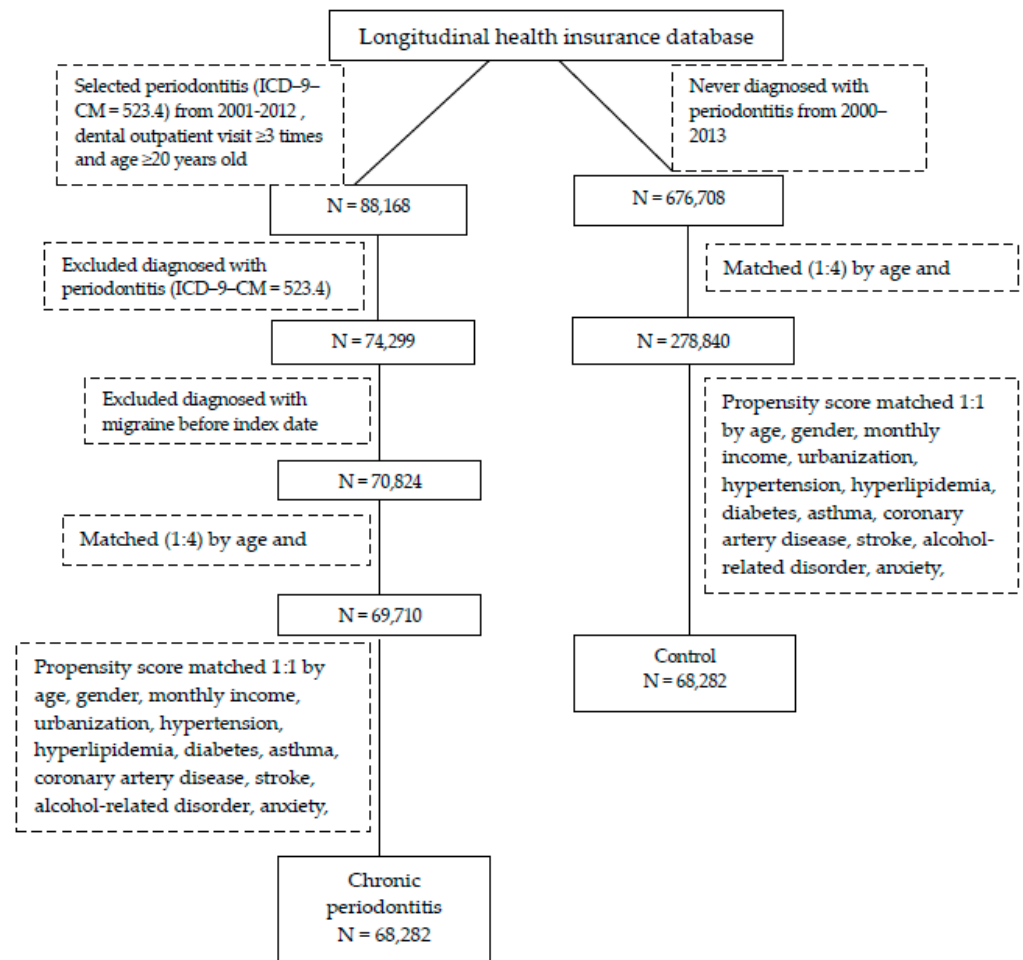 Longitudinal health insurance database
Selected periodontitis (ICD–9–
CM = 523.4) from 2001-2012 ,
dental outpatient visit ≥3 times
and age ≥20 years old
Never diagnosed with
periodontitis from 2000–
2013
N = 88,168
N = 676,708
Excluded diagnosed with
periodontitis (ICD–9–CM = 523.4)
Matched (1:4) by age and
N = 74,299
N = 278,840
Excluded diagnosed with
migraine before index date
Propensity score matched 1:1
by age, gender, monthly
income, urbanization,
hypertension, hyperlipidemia,
diabetes, asthma, coronary
artery disease, stroke, alcohol-
related disorder, anxiety,
N = 70,824
Matched (1:4) by age and
N = 69,710
Control
N = 68,282
Propensity score matched 1:1 by
age, gender, monthly income,
urbanization, hypertension,
hyperlipidemia, diabetes, asthma,
coronary artery disease, stroke,
alcohol-related disorder, anxiety,
Chronic
periodontitis
N = 68,282